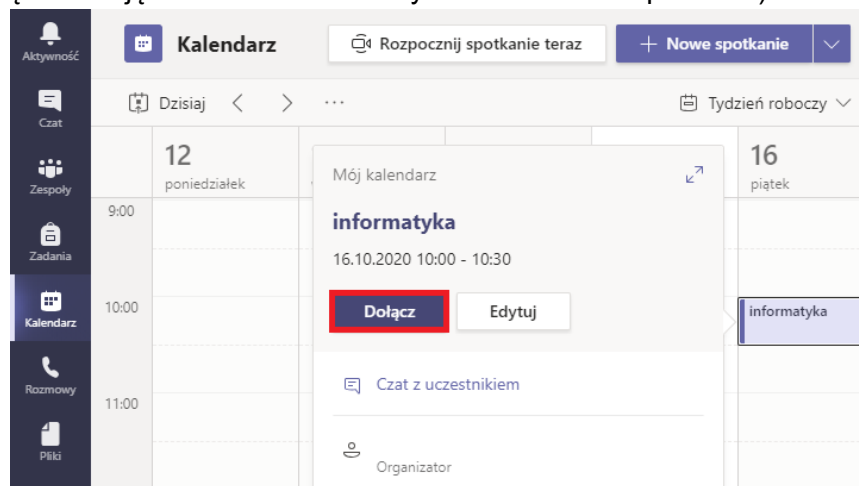 Aktywność
Czat
Zespoły
Zadania
Kalendarz
Rozmowy
Pliki
Kalendarz
Rozpocznij spotkanie teraz
+ Nowe spotkanie
Dzisiaj < > ...
Tydzień roboczy
12
poniedziałek
16
piątek
9:00
10:00
11:00
informatyka
Mój kalendarz
informatyka
16.10.2020 10:00 - 10:30
Dołącz
Edytuj
Czat z uczestnikiem
Organizator